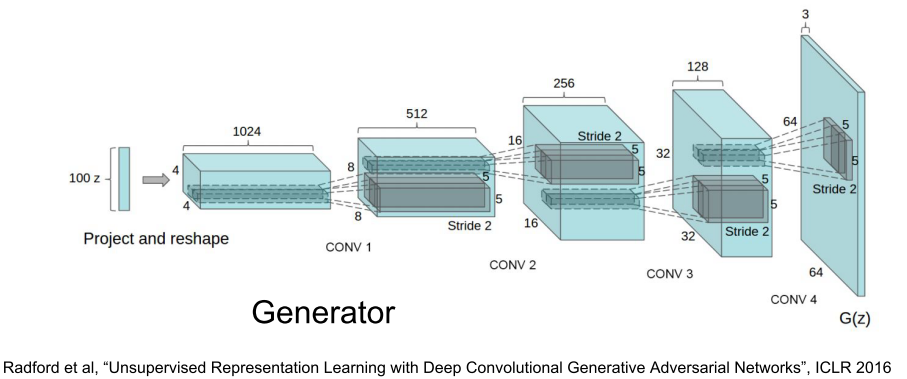 100 z
Project and reshape
1024
4
4
CONV 1
512
8
8
5
5
Stride 2
CONV 2
256
16
16
Stride 2
5
5
CONV 3
128
32
32
5
5
Stride 2
CONV 4
3
64
64
5
5
Stride 2
G(z)
Generator
Radford et al, “Unsupervised Representation Learning with Deep Convolutional Generative Adversarial Networks”, ICLR 2016